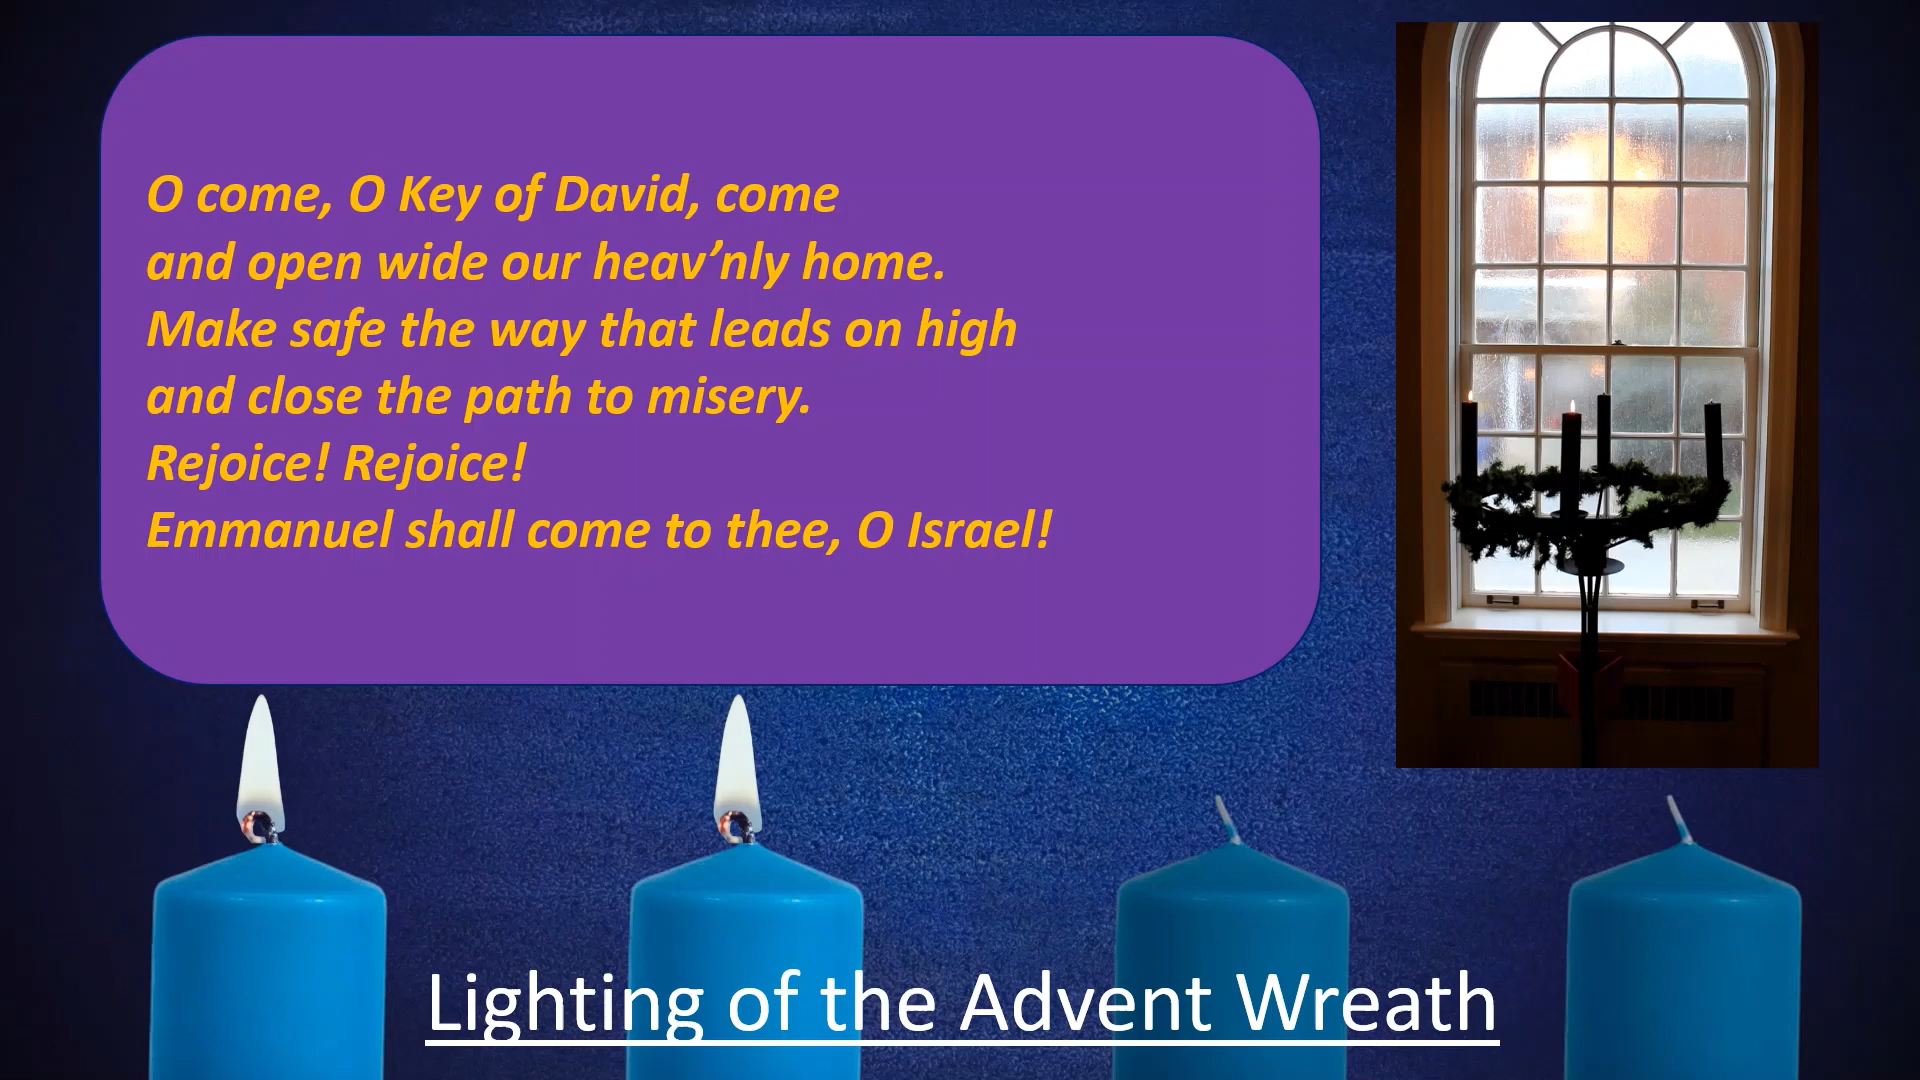 O come, O Key of David, come
and open wide our heav’nly home.
Make safe the way that leads on high
and close the path to misery.
Rejoice! Rejoice!
Emmanuel shall come to thee, O Israel!
Lighting of the Advent Wreath